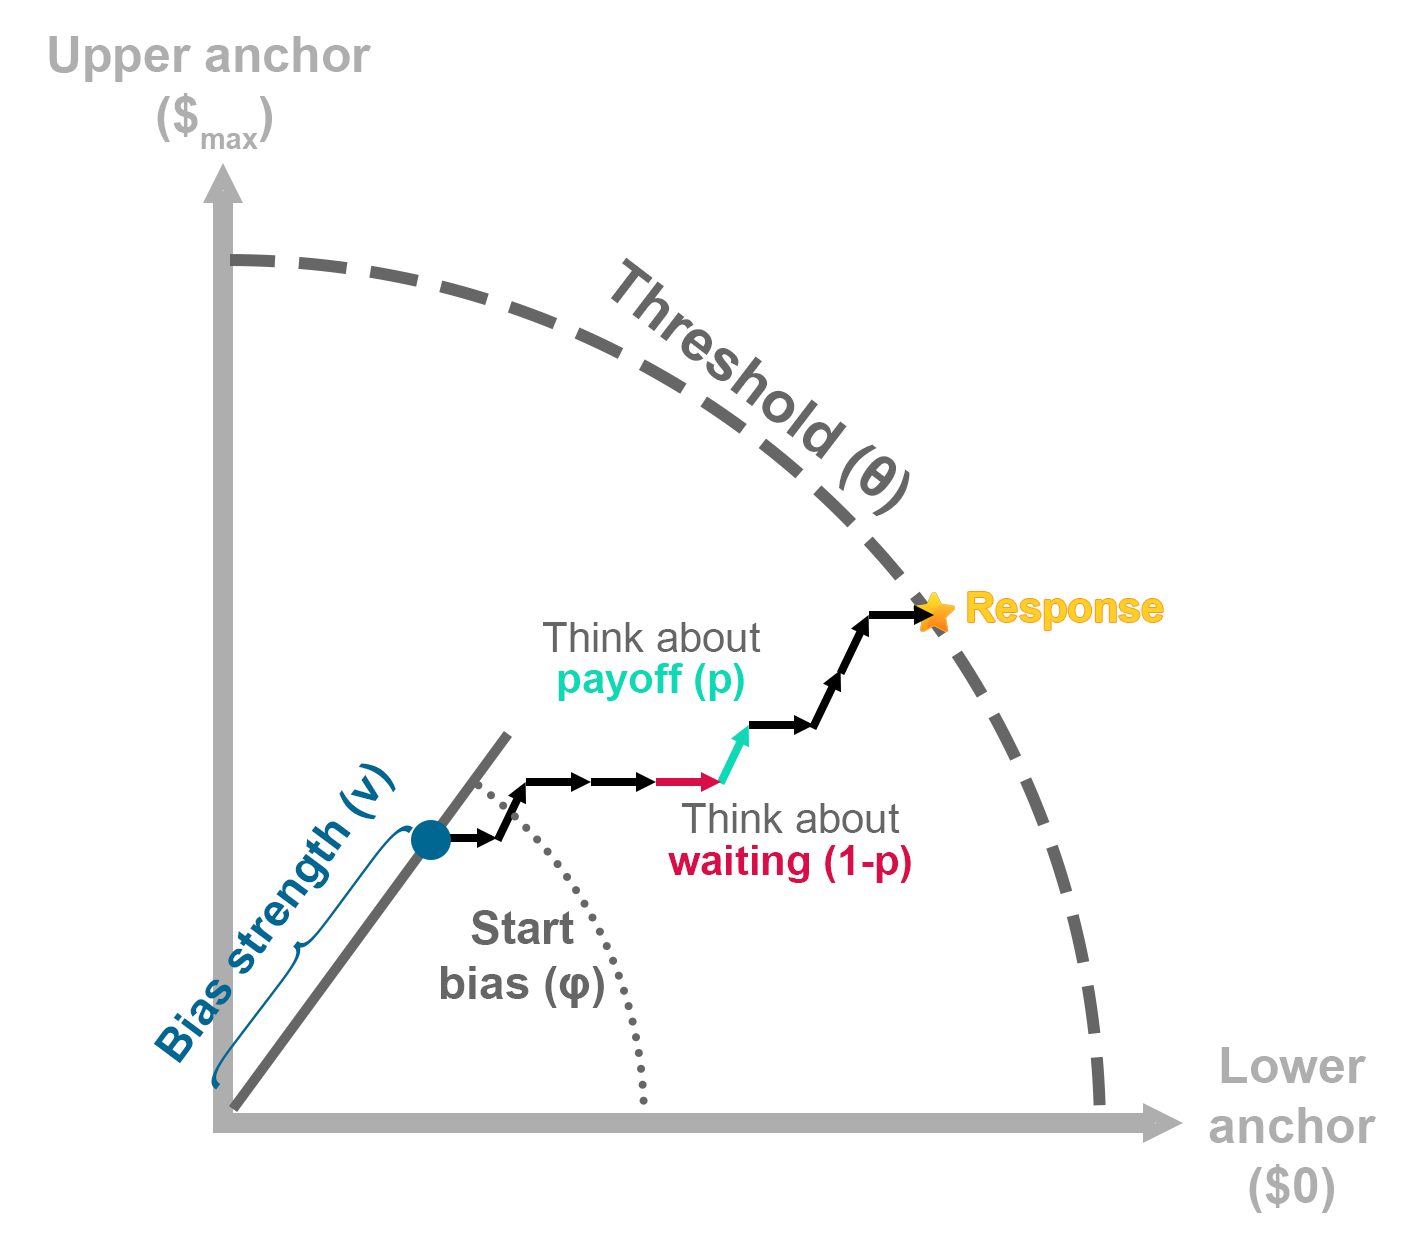 Upper anchor
($max)
Threshold (θ)
Response
Think about
payoff (p)
Think about
waiting (1-p)
Bias strength (v)
Start
bias (φ)
Lower
anchor
($0)